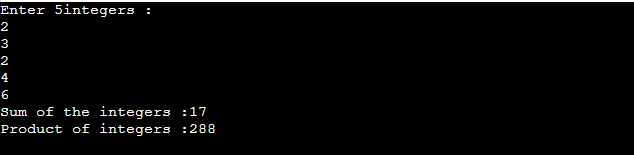 Enter 5integers :
2
3
2
4
6
Sum of the integers :17
Product of integers :288